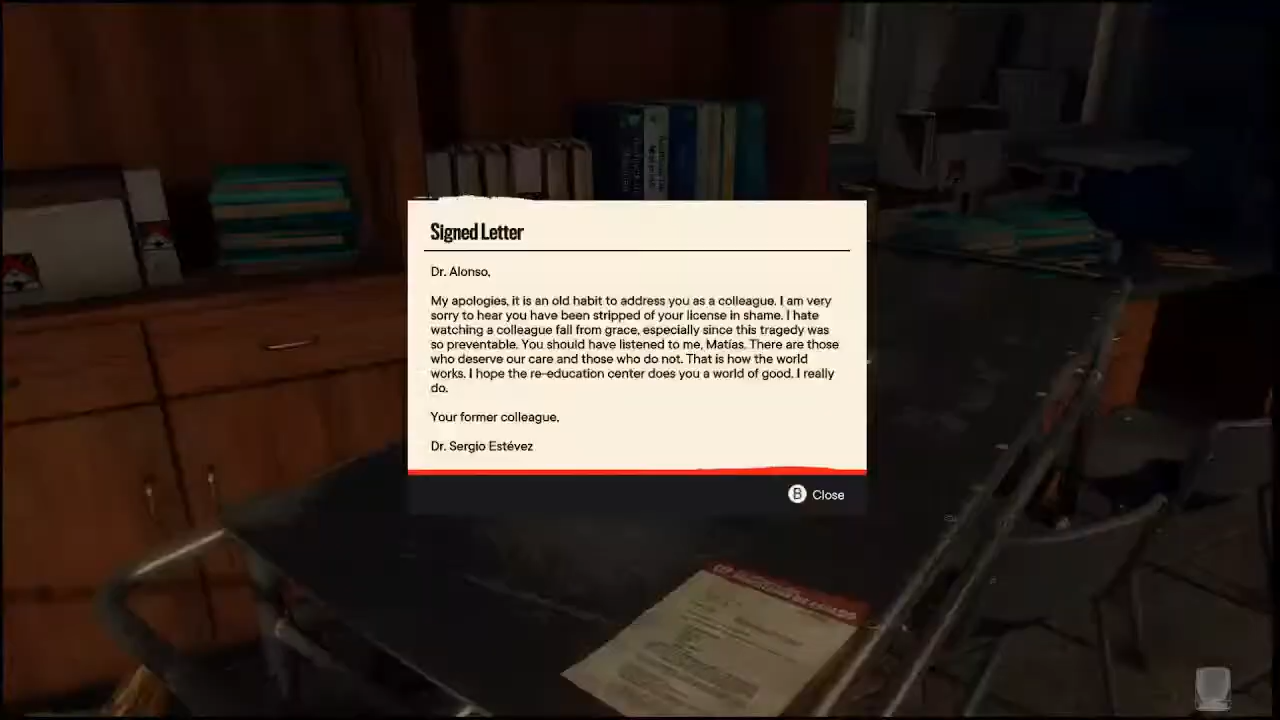 Signed Letter
Dr. Alonso,
My apologies, it is an old habit to address you as a colleague. I am very
sorry to hear you have been stripped of your license in shame. I hate
watching a colleague fall from grace, especially since this tragedy was
so preventable. You should have listened to me, Matías. There are those
who deserve our care and those who do not. That is how the world
works. I hope the re-education center does you a world of good. I really
do.
Your former colleague,
Dr. Sergio Estévez
B Close